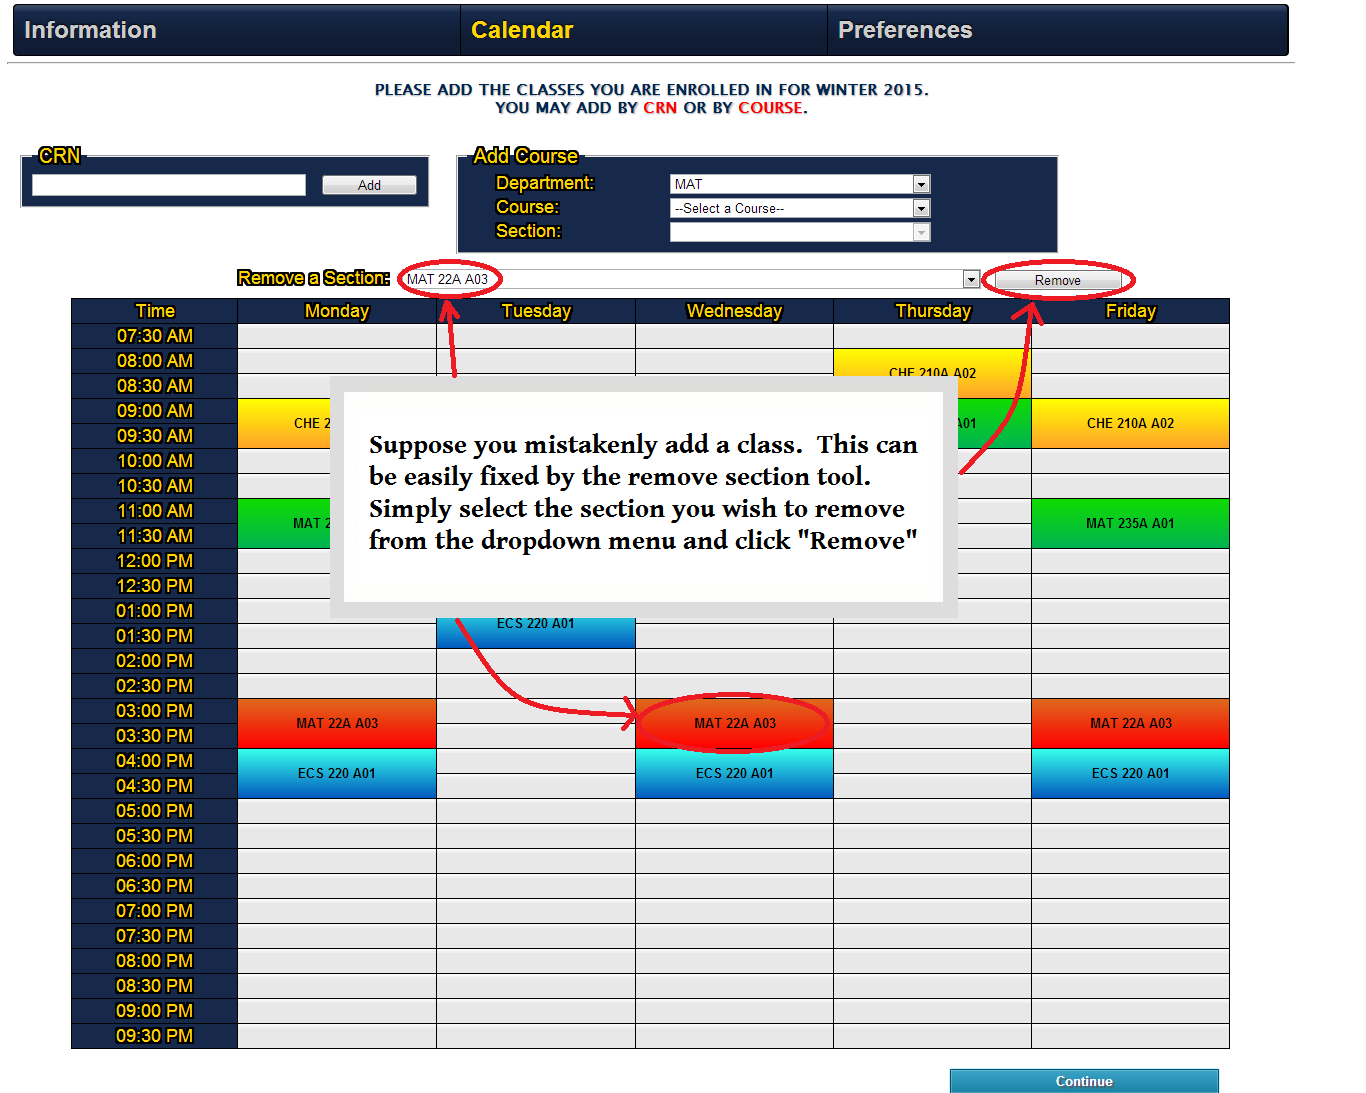 Information Calendar Preferences
PLEASE ADD THE CLASSES YOU ARE ENROLLED IN FOR WINTER 2015.
YOU MAY ADD BY CRN OR BY COURSE.
CRN
Add
Add Course
Department: MAT
Course: --Select a Course--
Section:
Remove a Section: MAT 22A A03 Remove
Time Monday Tuesday Wednesday Thursday Friday
07:30 AM
08:00 AM
CHE 210A A02
08:30 AM
09:00 AM
CHE 2 A01 CHE 210A A02
09:30 AM
10:00 AM
10:30 AM
11:00 AM
MAT 2 MAT 235A A01
11:30 AM
12:00 PM
12:30 PM
01:00 PM
ECS 220 A01
01:30 PM
02:00 PM
02:30 PM
03:00 PM
MAT 22A A03 MAT 22A A03 MAT 22A A03
03:30 PM
04:00 PM
ECS 220 A01 ECS 220 A01 ECS 220 A01
04:30 PM
05:00 PM
05:30 PM
06:00 PM
06:30 PM
07:00 PM
07:30 PM
08:00 PM
08:30 PM
09:00 PM
09:30 PM
Suppose you mistakenly add a class. This can
be easily fixed by the remove section tool.
Simply select the section you wish to remove
from the dropdown menu and click "Remove"
Continue